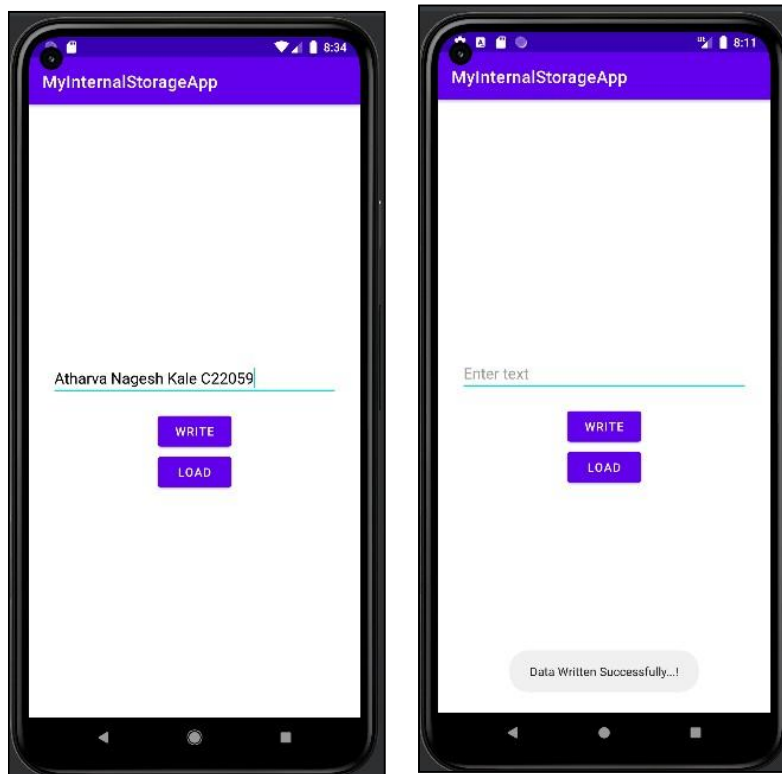 8:34
MyInternalStorageApp
Atharva Nagesh Kale C22059
WRITE
LOAD
8:11
MyInternalStorageApp
Enter text
WRITE
LOAD
Data Written Successfully...!